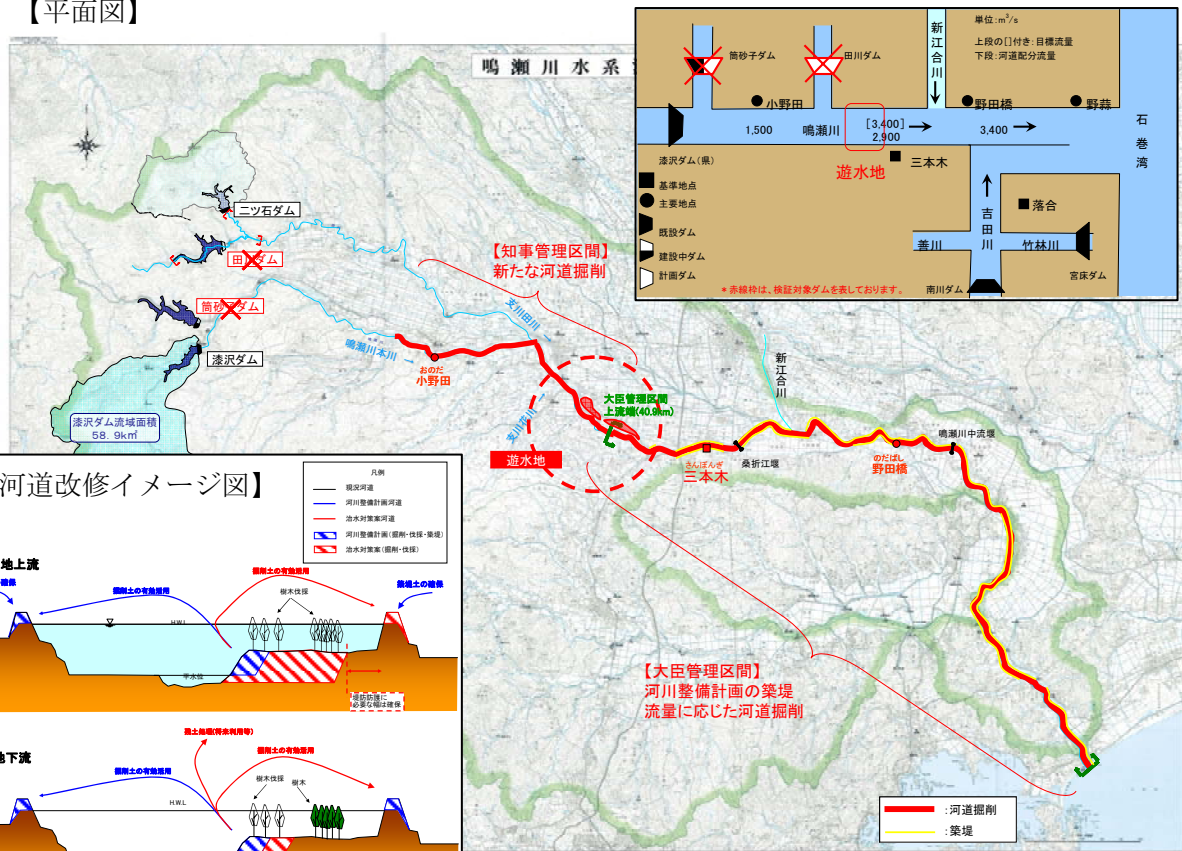 【平面図】
鳴瀬川水系
単位:m³/s
上段の[]付き:目標流量
下段:河道配分流量
新江合川
筒砂子ダム
田川ダム
小野田
野田橋
野蒜
1,500
鳴瀬川
[3,400]
2,900
3,400
石巻湾
漆沢ダム(県)
遊水地
三本木
基準地点
主要地点
既設ダム
建設中ダム
計画ダム
吉田川
落合
善川
竹林川
宮床ダム
南川ダム
*赤線枠は、検証対象ダムを表しております。
二ツ石ダム
田川ダム
筒砂子ダム
漆沢ダム
漆沢ダム流域面積
58.9km²
【知事管理区間】
新たな河道掘削
支川田川
鳴瀬川本川
おのだ
小野田
新江合川
大臣管理区間
上流端(40.9km)
支川花川
遊水地
さんぼんぎ
三本木
桑折江堰
のだばし
野田橋
鳴瀬川中流堰
【大臣管理区間】
河川整備計画の築堤
流量に応じた河道掘削
:河道掘削
:築堤
河道改修イメージ図】
凡例
現況河道
河川整備計画河道
治水対策案河道
河川整備計画(掘削・伐採・築堤)
治水対策案(掘削・伐採)
地上流
確保
掘削土の有効活用
掘削土の有効活用
築堤土の確保
樹木伐採
H.W.L
平水位
堤防防護に
必要な幅は確保
残土処理(将来利用等)
地下流
掘削土の有効活用
掘削土の有効活用
樹木伐採
樹木
H.W.L